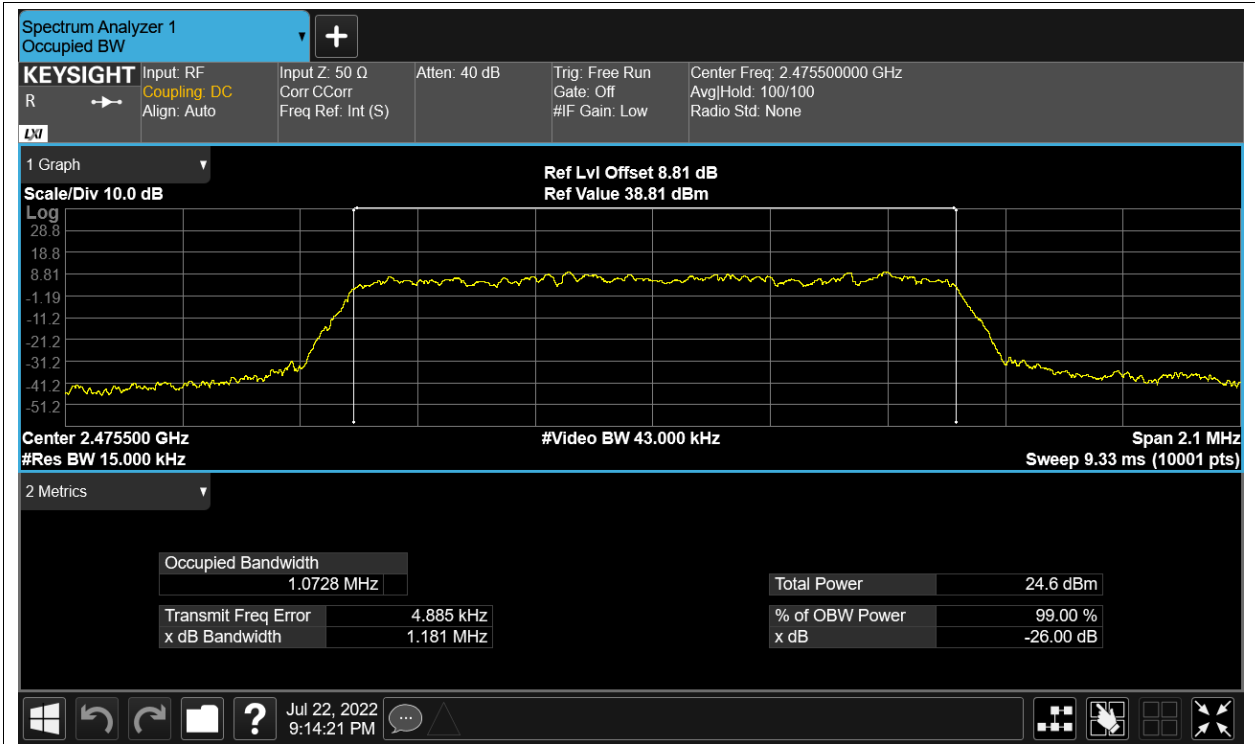 Spectrum Analyzer 1
Occupied BW
KEYSIGHT Input: RF Input Z: 50 Ω Atten: 40 dB Trig: Free Run Center Freq: 2.475500000 GHz
R Coupling: DC Corr CCorr Gate: Off Avg|Hold: 100/100
Align: Auto Freq Ref: Int (S) #IF Gain: Low Radio Std: None
LXI
1 Graph
Ref Lvl Offset 8.81 dB
Scale/Div 10.0 dB Ref Value 38.81 dBm
Log
28.8
18.8
8.81
-1.19
-11.2
-21.2
-31.2
-41.2
-51.2
Center 2.475500 GHz #Video BW 43.000 kHz Span 2.1 MHz
#Res BW 15.000 kHz Sweep 9.33 ms (10001 pts)
2 Metrics
Occupied Bandwidth
1.0728 MHz Total Power 24.6 dBm
Transmit Freq Error 4.885 kHz % of OBW Power 99.00 %
x dB Bandwidth 1.181 MHz x dB -26.00 dB
Jul 22, 2022
9:14:21 PM